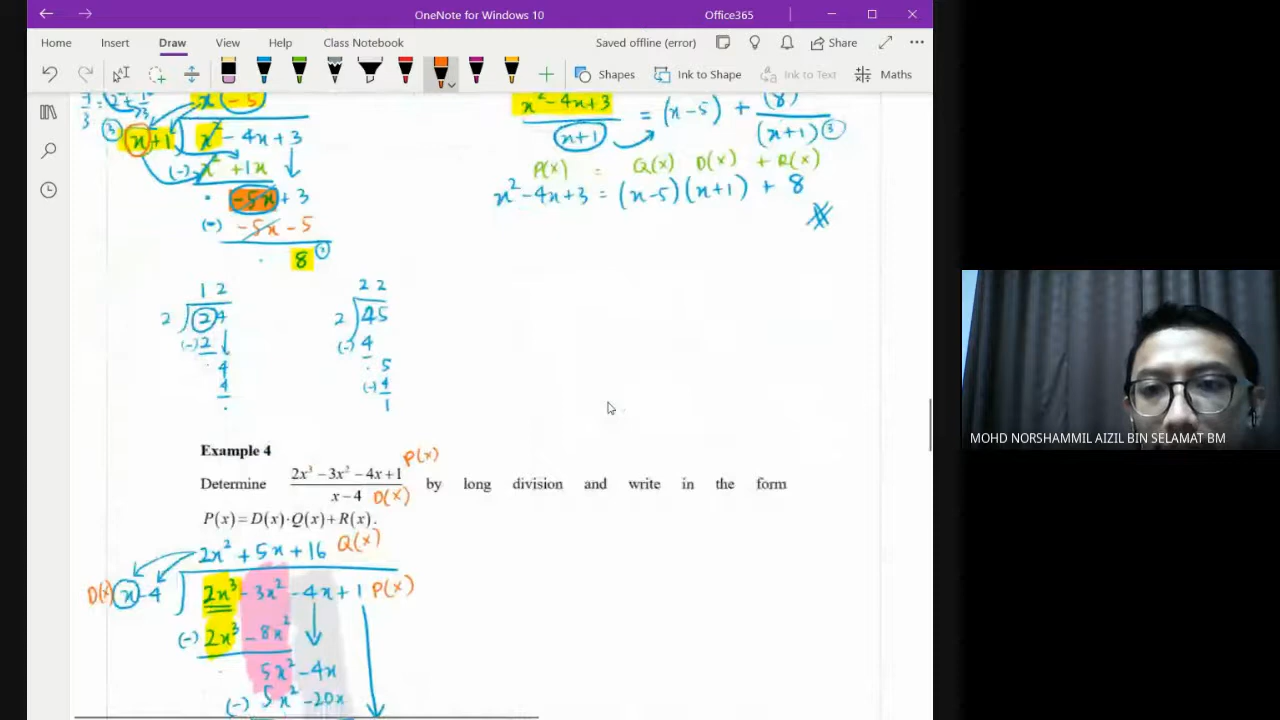 OneNote for Windows 10
Office365
Home Insert Draw View Help Class Notebook
Saved offline (error)
Share
Shapes
Ink to Shape
Ink to Text
Maths
x (-5)
x+1 x² - 4x + 3
(-) x² + 1x
-5x + 3
(-) -5x - 5
8
x² - 4x + 3
(x+1)
= (x-5) + (8)
(x+1)
P(x) = Q(x) D(x) + R(x)
x² - 4x + 3 = (x-5)(x+1) + 8
1 2
2 24
(-) 2
4
4
2 2
2 45
(-) 4
5
(-) 4
1
Example 4
Determine 2x³ - 3x² - 4x + 1 P(x)
x - 4 D(x)
by long division and write in the form
P(x) = D(x)·Q(x) + R(x).
2x² + 5x + 16 Q(x)
D(x) x - 4 2x³ - 3x² - 4x + 1 P(x)
(-) 2x³ - 8x²
5x² - 4x
(-) 5x² - 20x
MOHD NORSHAMMIL AIZIL BIN SELAMAT BM